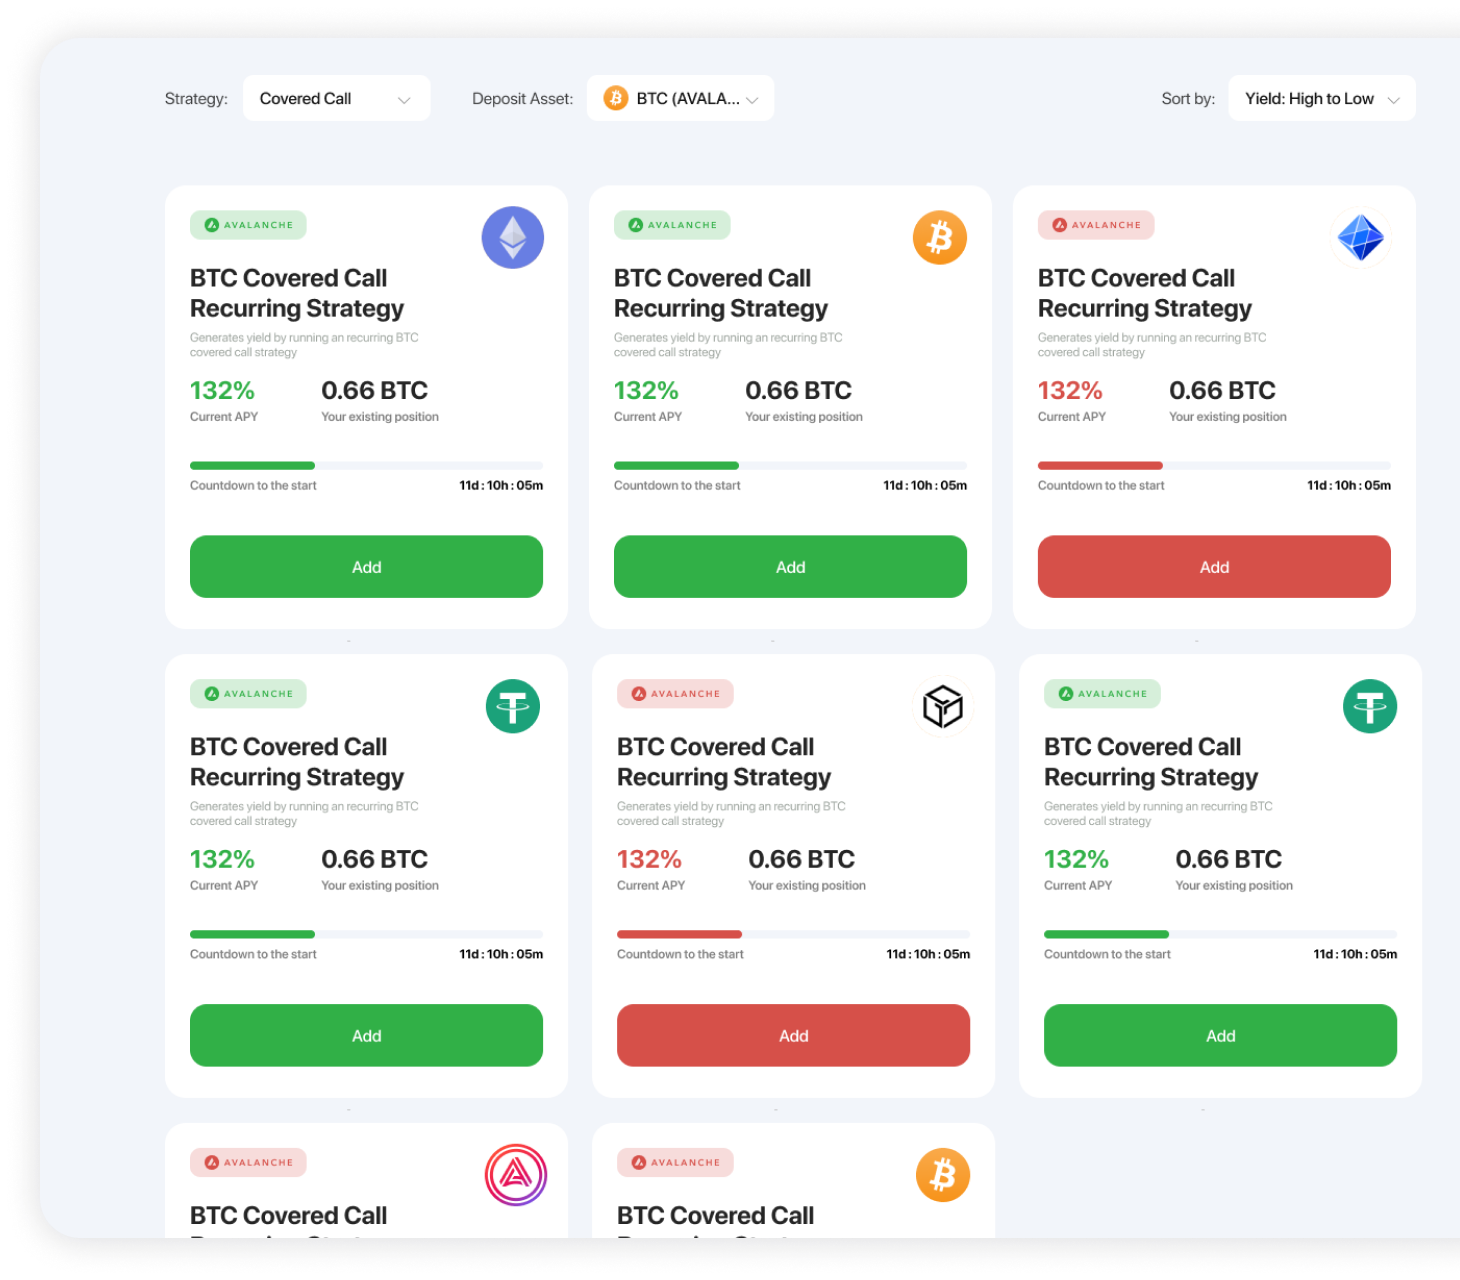 Strategy: Covered Call Deposit Asset: BTC (AVALA... Sort by: Yield: High to Low
AVALANCHE
BTC Covered Call
Recurring Strategy
Generates yield by running an recurring BTC
covered call strategy
132% 0.66 BTC
Current APY Your existing position
Countdown to the start 11d : 10h : 05m
Add
AVALANCHE
BTC Covered Call
Recurring Strategy
Generates yield by running an recurring BTC
covered call strategy
132% 0.66 BTC
Current APY Your existing position
Countdown to the start 11d : 10h : 05m
Add
AVALANCHE
BTC Covered Call
Recurring Strategy
Generates yield by running an recurring BTC
covered call strategy
132% 0.66 BTC
Current APY Your existing position
Countdown to the start 11d : 10h : 05m
Add
AVALANCHE
BTC Covered Call
Recurring Strategy
Generates yield by running an recurring BTC
covered call strategy
132% 0.66 BTC
Current APY Your existing position
Countdown to the start 11d : 10h : 05m
Add
AVALANCHE
BTC Covered Call
Recurring Strategy
Generates yield by running an recurring BTC
covered call strategy
132% 0.66 BTC
Current APY Your existing position
Countdown to the start 11d : 10h : 05m
Add
AVALANCHE
BTC Covered Call
Recurring Strategy
Generates yield by running an recurring BTC
covered call strategy
132% 0.66 BTC
Current APY Your existing position
Countdown to the start 11d : 10h : 05m
Add
AVALANCHE
BTC Covered Call
AVALANCHE
BTC Covered Call